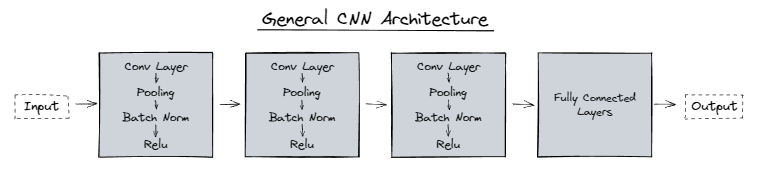 General CNN Architecture
Input
Conv Layer
Pooling
Batch Norm
Relu
Conv Layer
Pooling
Batch Norm
Relu
Conv Layer
Pooling
Batch Norm
Relu
Fully Connected
Layers
Output